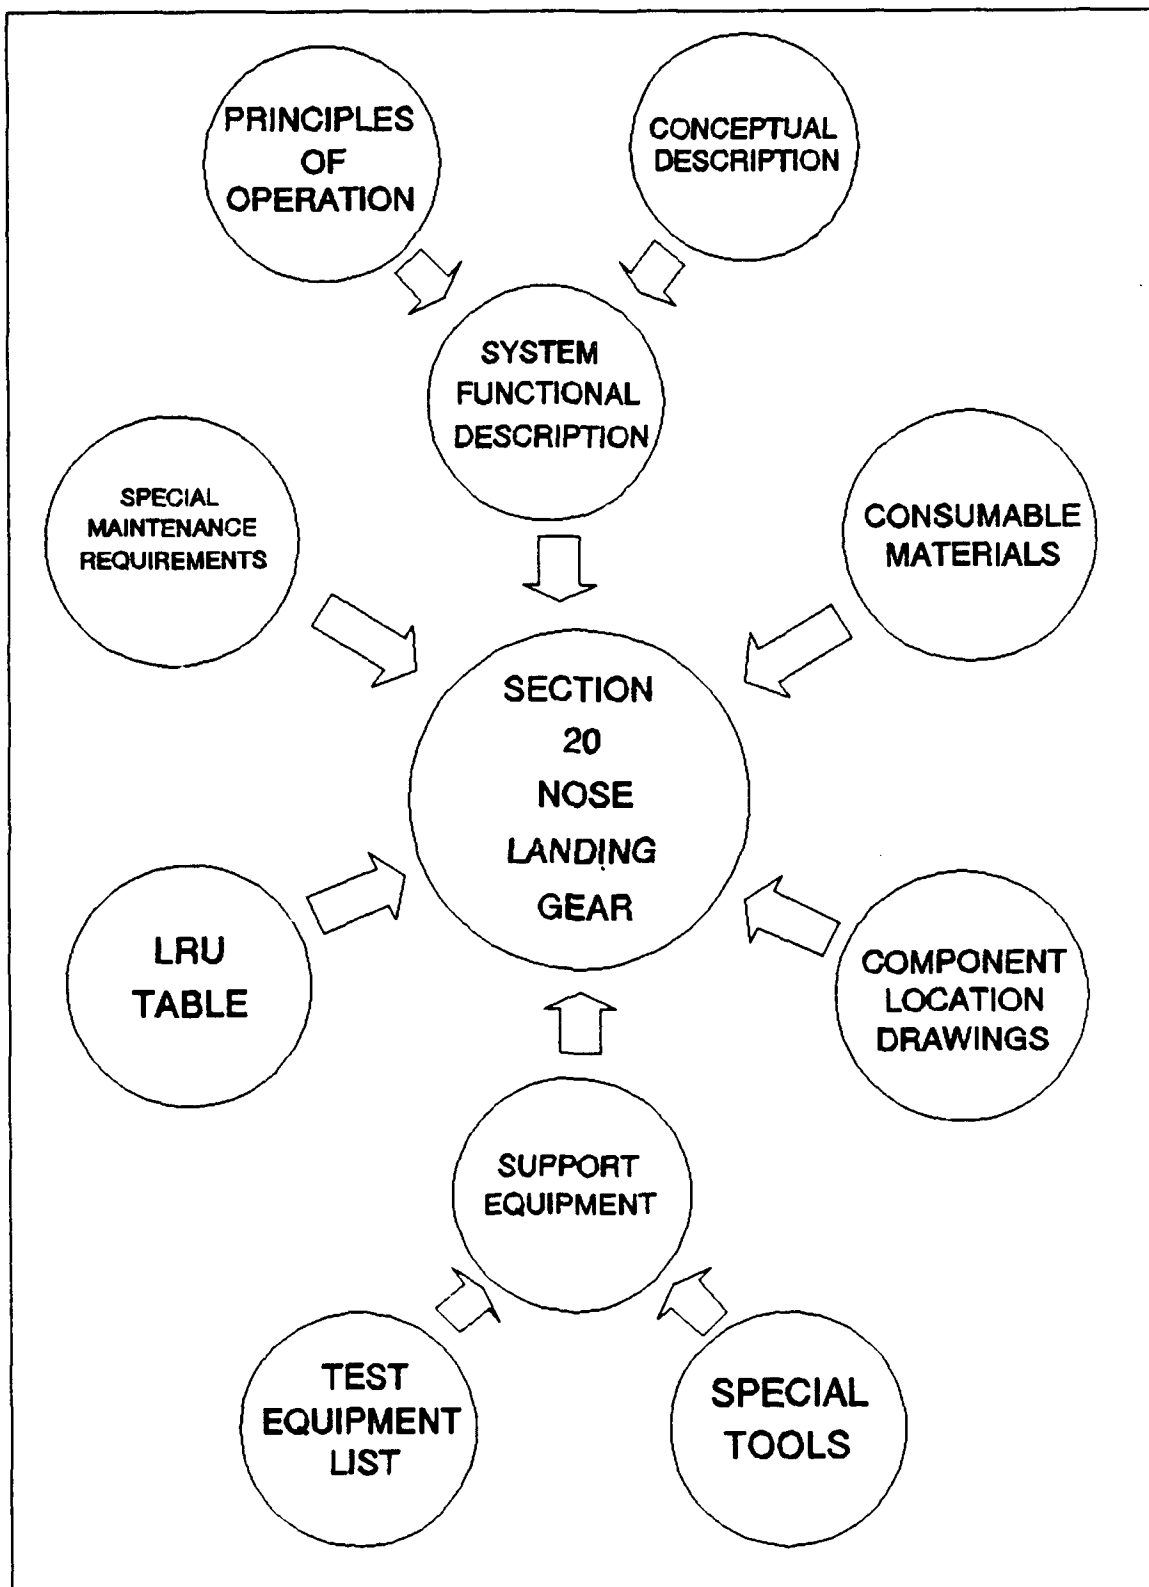 PRINCIPLES
OF
OPERATION
CONCEPTUAL
DESCRIPTION
SYSTEM
FUNCTIONAL
DESCRIPTION
SPECIAL
MAINTENANCE
REQUIREMENTS
CONSUMABLE
MATERIALS
SECTION
20
NOSE
LANDING
GEAR
LRU
TABLE
COMPONENT
LOCATION
DRAWINGS
SUPPORT
EQUIPMENT
TEST
EQUIPMENT
LIST
SPECIAL
TOOLS